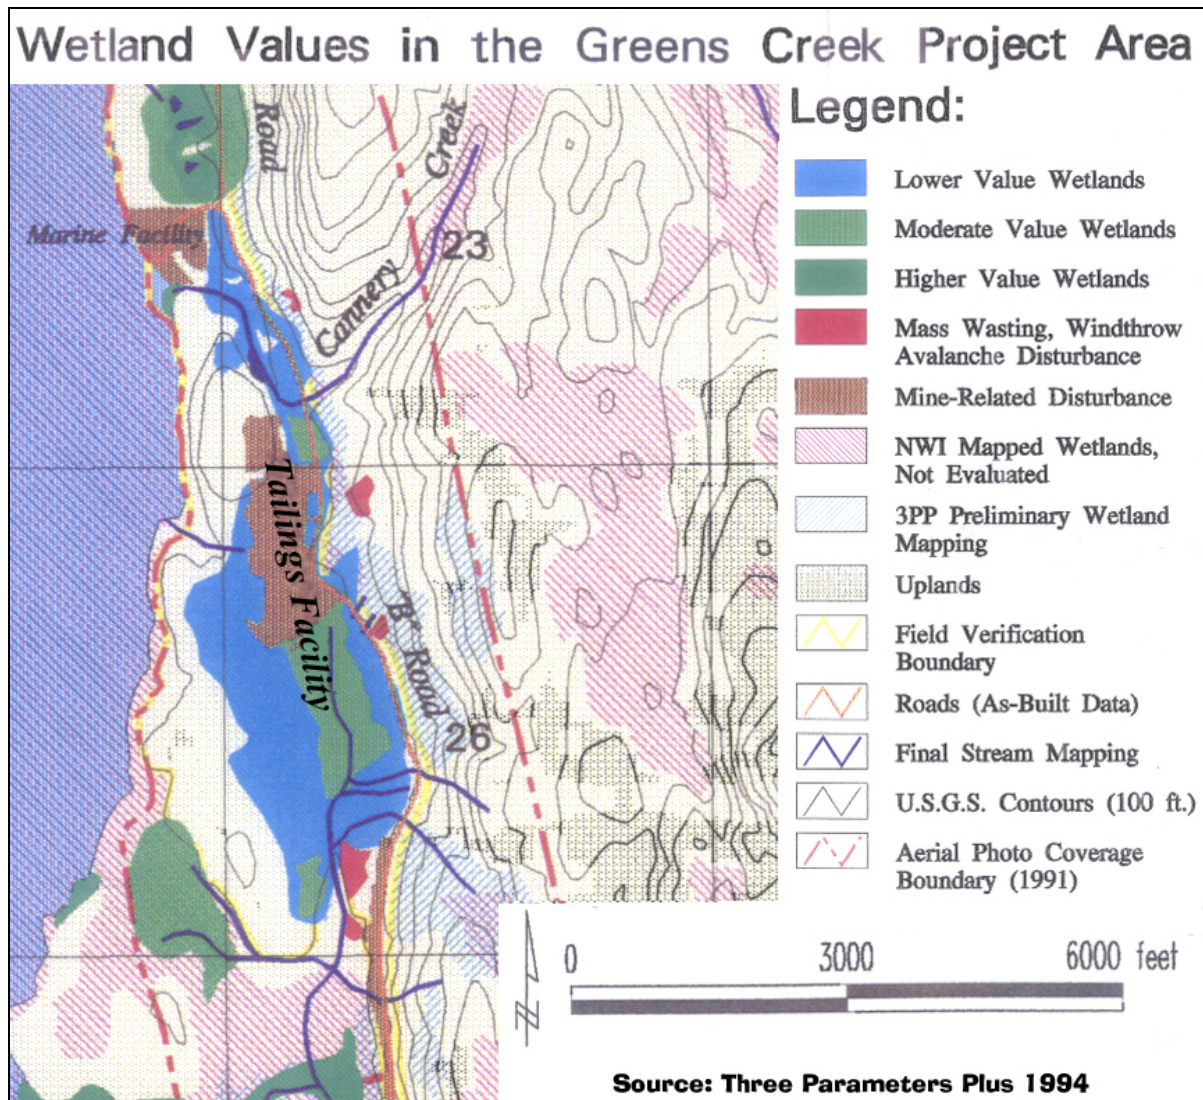 Wetland Values in the Greens Creek Project Area
Road
Creek
Marine Facility
23
Cannery
Tailings Facility
"B" Road
26
Legend:
Lower Value Wetlands
Moderate Value Wetlands
Higher Value Wetlands
Mass Wasting, Windthrow
Avalanche Disturbance
Mine-Related Disturbance
NWI Mapped Wetlands,
Not Evaluated
3PP Preliminary Wetland
Mapping
Uplands
Field Verification
Boundary
Roads (As-Built Data)
Final Stream Mapping
U.S.G.S. Contours (100 ft.)
Aerial Photo Coverage
Boundary (1991)
N
0 3000 6000 feet
Source: Three Parameters Plus 1994